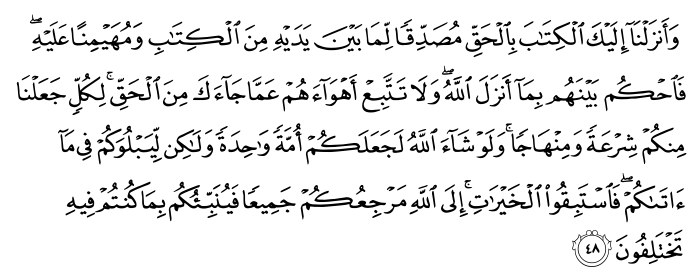 وَأَنزَلۡنَآ إِلَيۡكَ ٱلۡكِتَٰبَ بِٱلۡحَقِّ مُصَدِّقٗا لِّمَا بَيۡنَ يَدَيۡهِ مِنَ ٱلۡكِتَٰبِ وَمُهَيۡمِنًا عَلَيۡهِۖ
فَٱحۡكُم بَيۡنَهُم بِمَآ أَنزَلَ ٱللَّهُۖ وَلَا تَتَّبِعۡ أَهۡوَآءَهُمۡ عَمَّا جَآءَكَ مِنَ ٱلۡحَقِّۚ لِكُلّٖ جَعَلۡنَا
مِنكُمۡ شِرۡعَةٗ وَمِنۡهَاجٗاۚ وَلَوۡ شَآءَ ٱللَّهُ لَجَعَلَكُمۡ أُمَّةٗ وَٰحِدَةٗ وَلَٰكِن لِّيَبۡلُوَكُمۡ فِي مَآ
ءَاتَىٰكُمۡۖ فَٱسۡتَبِقُواْ ٱلۡخَيۡرَٰتِۚ إِلَى ٱللَّهِ مَرۡجِعُكُمۡ جَمِيعٗا فَيُنَبِّئُكُم بِمَا كُنتُمۡ فِيهِ
تَخۡتَلِفُونَ ٤٨